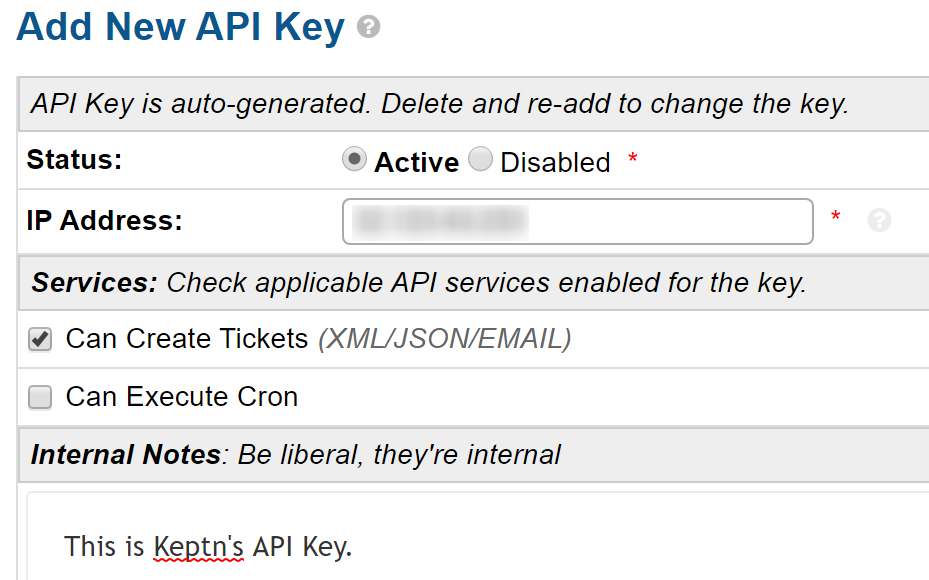 Add New API Key ?
API Key is auto-generated. Delete and re-add to change the key.
Status: Active Disabled *
IP Address: * ?
Services: Check applicable API services enabled for the key.
Can Create Tickets (XML/JSON/EMAIL)
Can Execute Cron
Internal Notes: Be liberal, they're internal
This is Keptn's API Key.